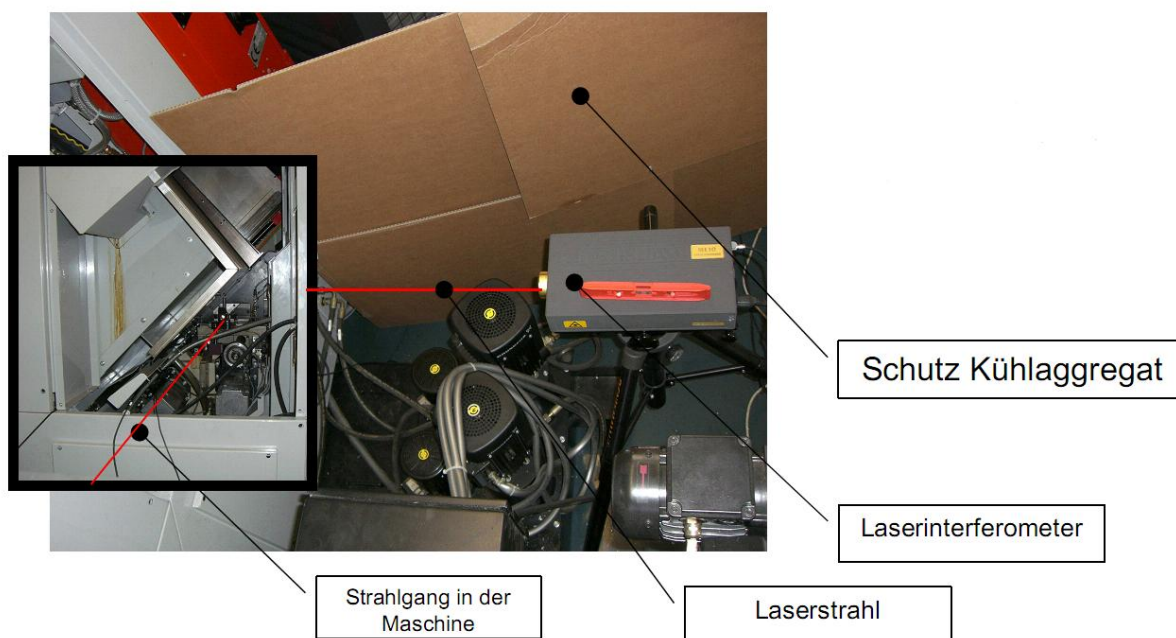 Schutz Kühlaggregat
Laserinterferometer
Strahlgang in der
Maschine
Laserstrahl